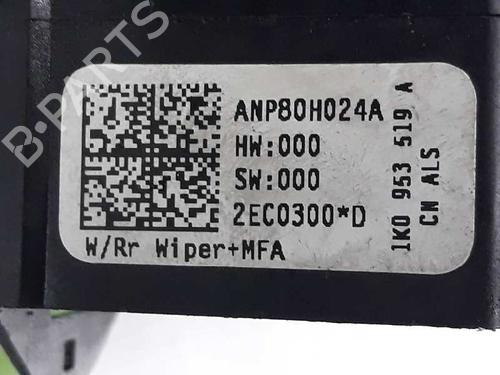 B-PARTS
ANP80H024A
HW:000
SW:000
2EC0300*D
W/Rr Wiper+MFA
1K0 953 519 A
CN ALS